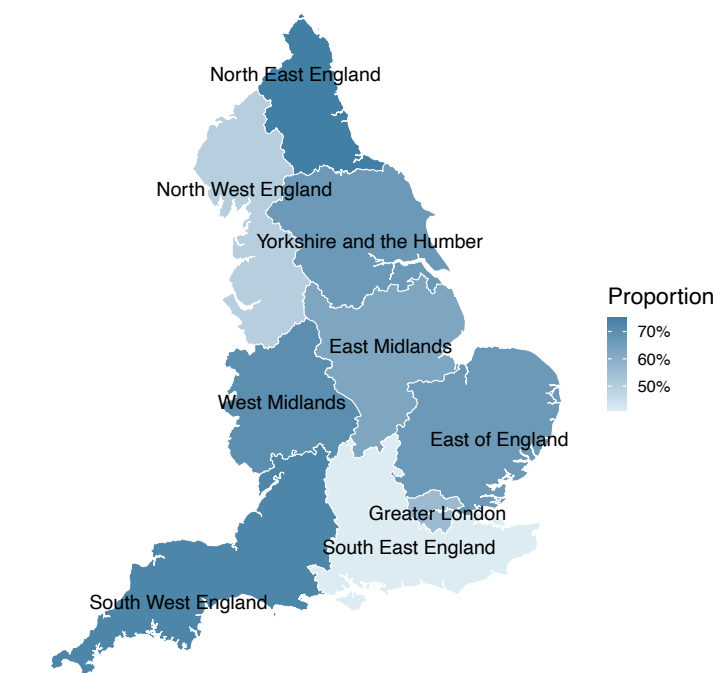 North East England
North West England
Yorkshire and the Humber
East Midlands
West Midlands
East of England
Greater London
South East England
South West England
Proportion
70%
60%
50%